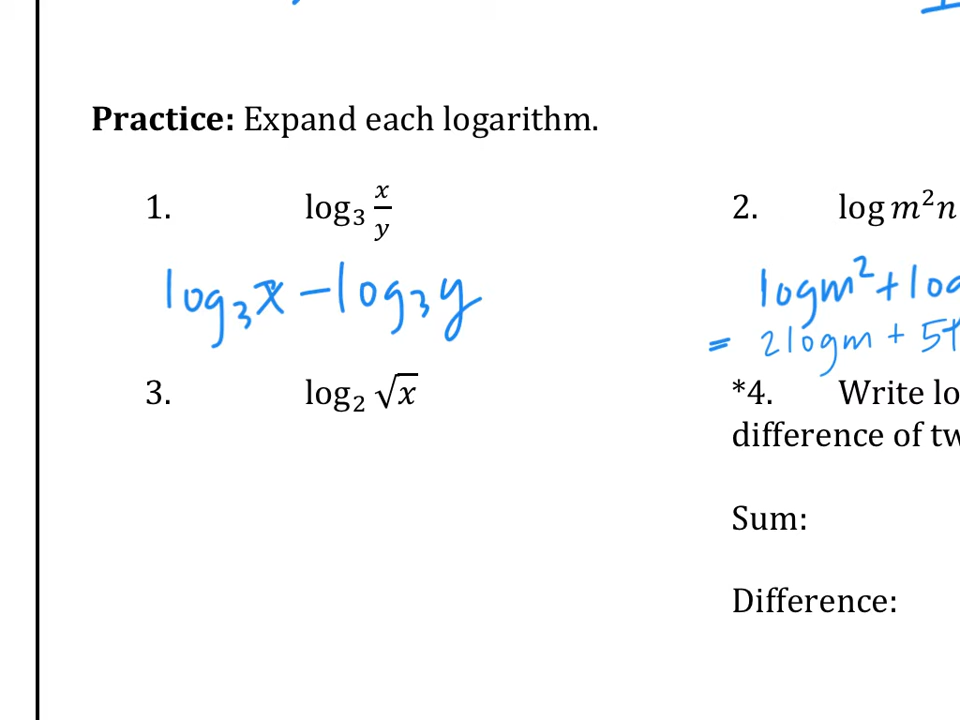 Practice: Expand each logarithm.
1. log₃ x/y
2. log m²n
log₃x − log₃y
logm² + log
= 2logm + 5
3. log₂ √x
*4. Write lo
difference of tw
Sum:
Difference: